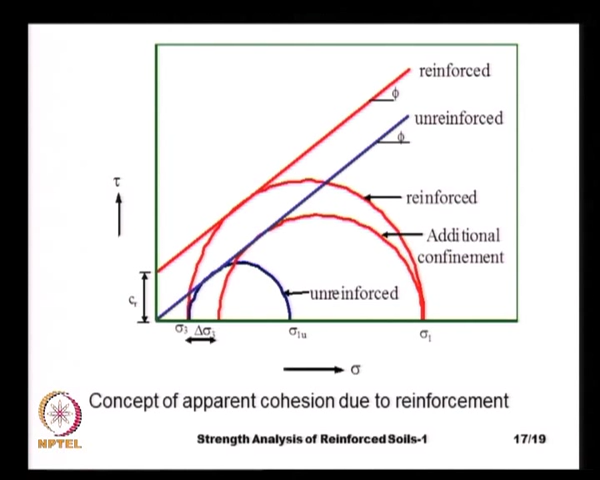 reinforced
ϕ
unreinforced
ϕ
τ
reinforced
Additional
confinement
unreinforced
cr
σ3 Δσ3 σ1u σ1
σ
Concept of apparent cohesion due to reinforcement
NPTEL
Strength Analysis of Reinforced Soils-1
17/19